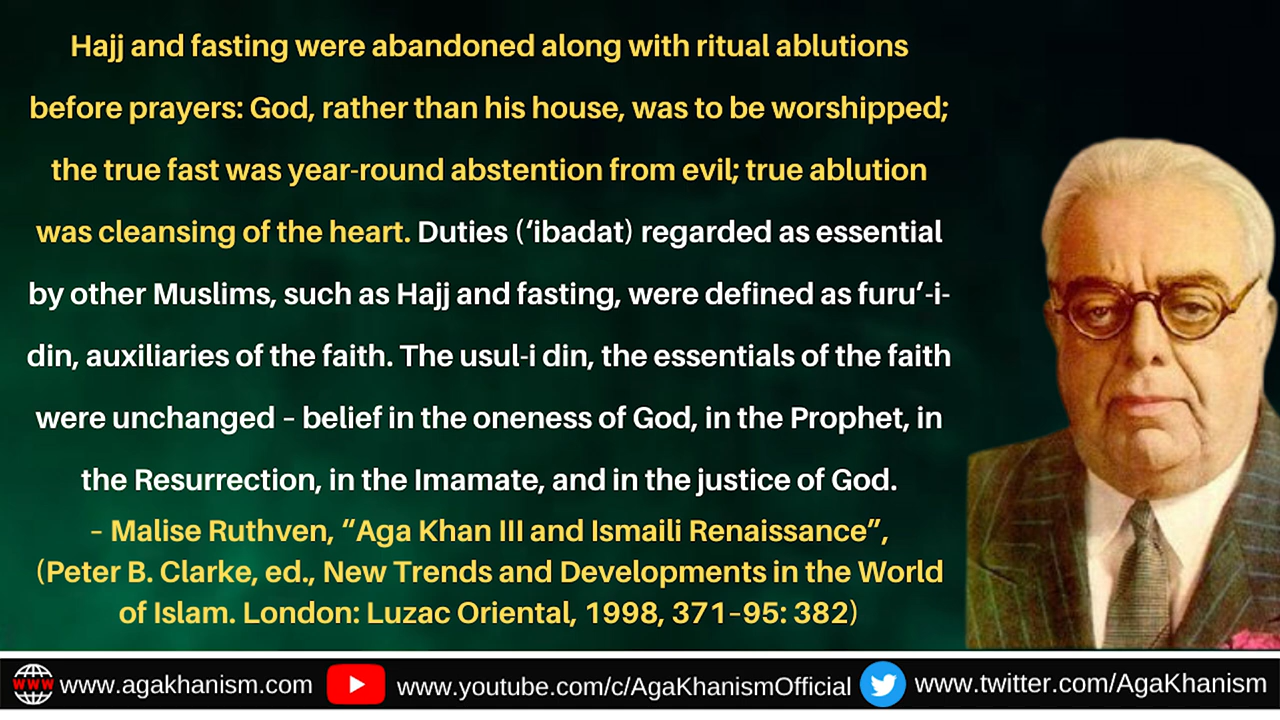 Hajj and fasting were abandoned along with ritual ablutions
before prayers: God, rather than his house, was to be worshipped;
the true fast was year-round abstention from evil; true ablution
was cleansing of the heart. Duties (‘ibadat) regarded as essential
by other Muslims, such as Hajj and fasting, were defined as furu’-i-
din, auxiliaries of the faith. The usul-i din, the essentials of the faith
were unchanged – belief in the oneness of God, in the Prophet, in
the Resurrection, in the Imamate, and in the justice of God.
– Malise Ruthven, “Aga Khan III and Ismaili Renaissance”,
(Peter B. Clarke, ed., New Trends and Developments in the World
of Islam. London: Luzac Oriental, 1998, 371–95: 382)
WWW www.agakhanism.com www.youtube.com/c/AgaKhanismOfficial www.twitter.com/AgaKhanism